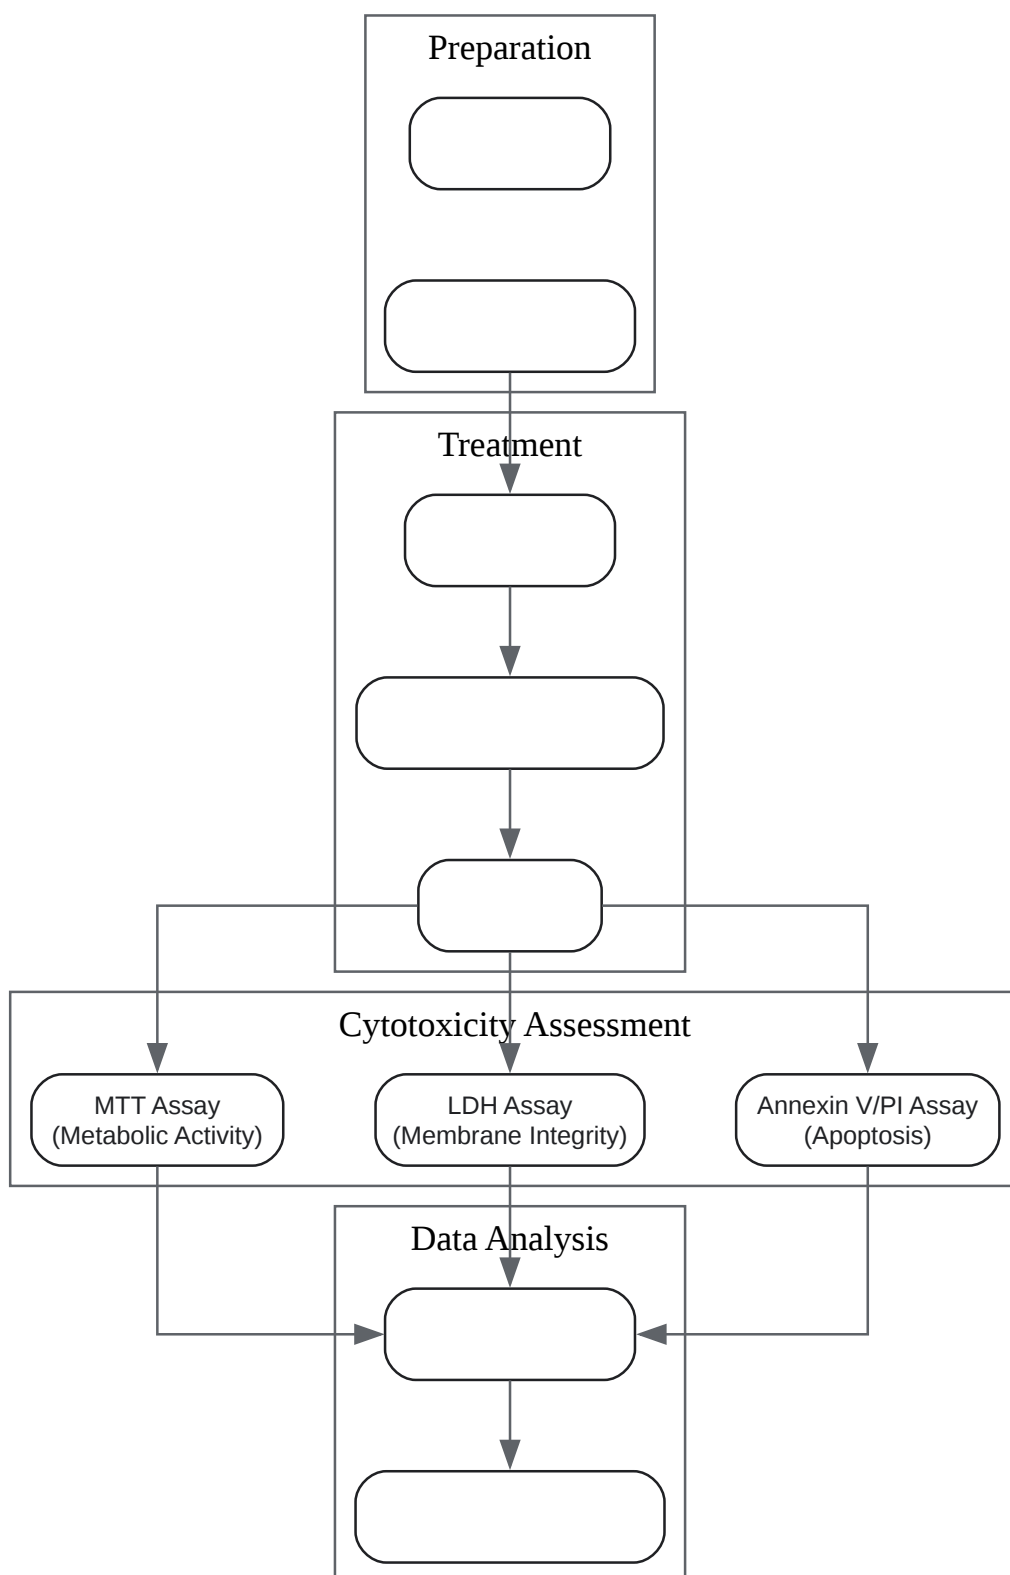 Preparation
Treatment
Cytotoxicity Assessment
MTT Assay
(Metabolic Activity)
LDH Assay
(Membrane Integrity)
Annexin V/PI Assay
(Apoptosis)
Data Analysis